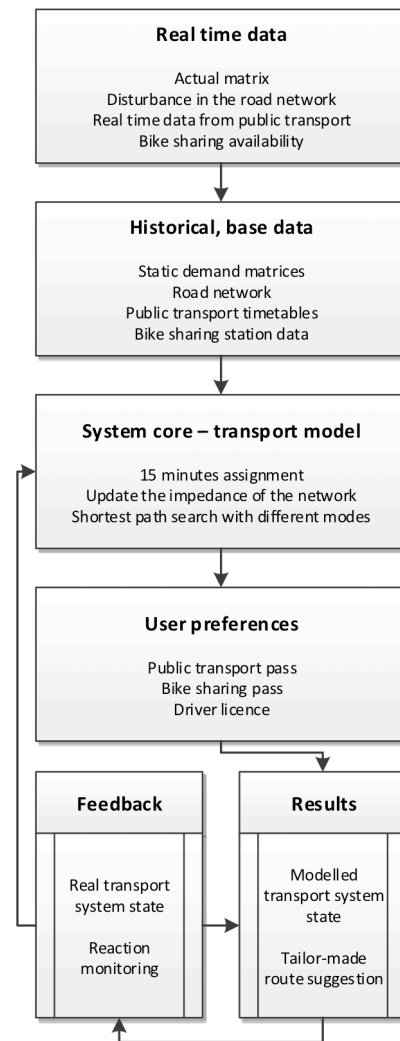 Real time data
Actual matrix
Disturbance in the road network
Real time data from public transport
Bike sharing availability
Historical, base data
Static demand matrices
Road network
Public transport timetables
Bike sharing station data
System core – transport model
15 minutes assignment
Update the impedance of the network
Shortest path search with different modes
User preferences
Public transport pass
Bike sharing pass
Driver licence
Feedback
Real transport
system state
Reaction
monitoring
Results
Modelled
transport system
state
Tailor-made
route suggestion